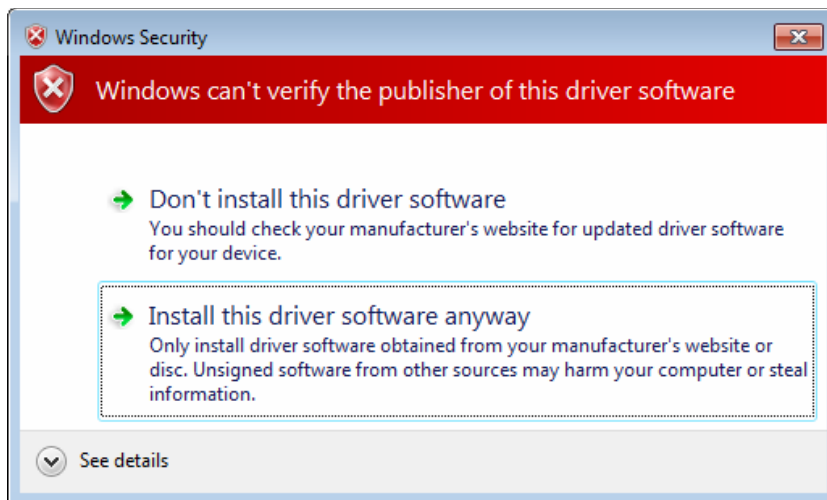 Windows Security
Windows can't verify the publisher of this driver software
Don't install this driver software
You should check your manufacturer's website for updated driver software
for your device.
Install this driver software anyway
Only install driver software obtained from your manufacturer's website or
disc. Unsigned software from other sources may harm your computer or steal
information.
See details